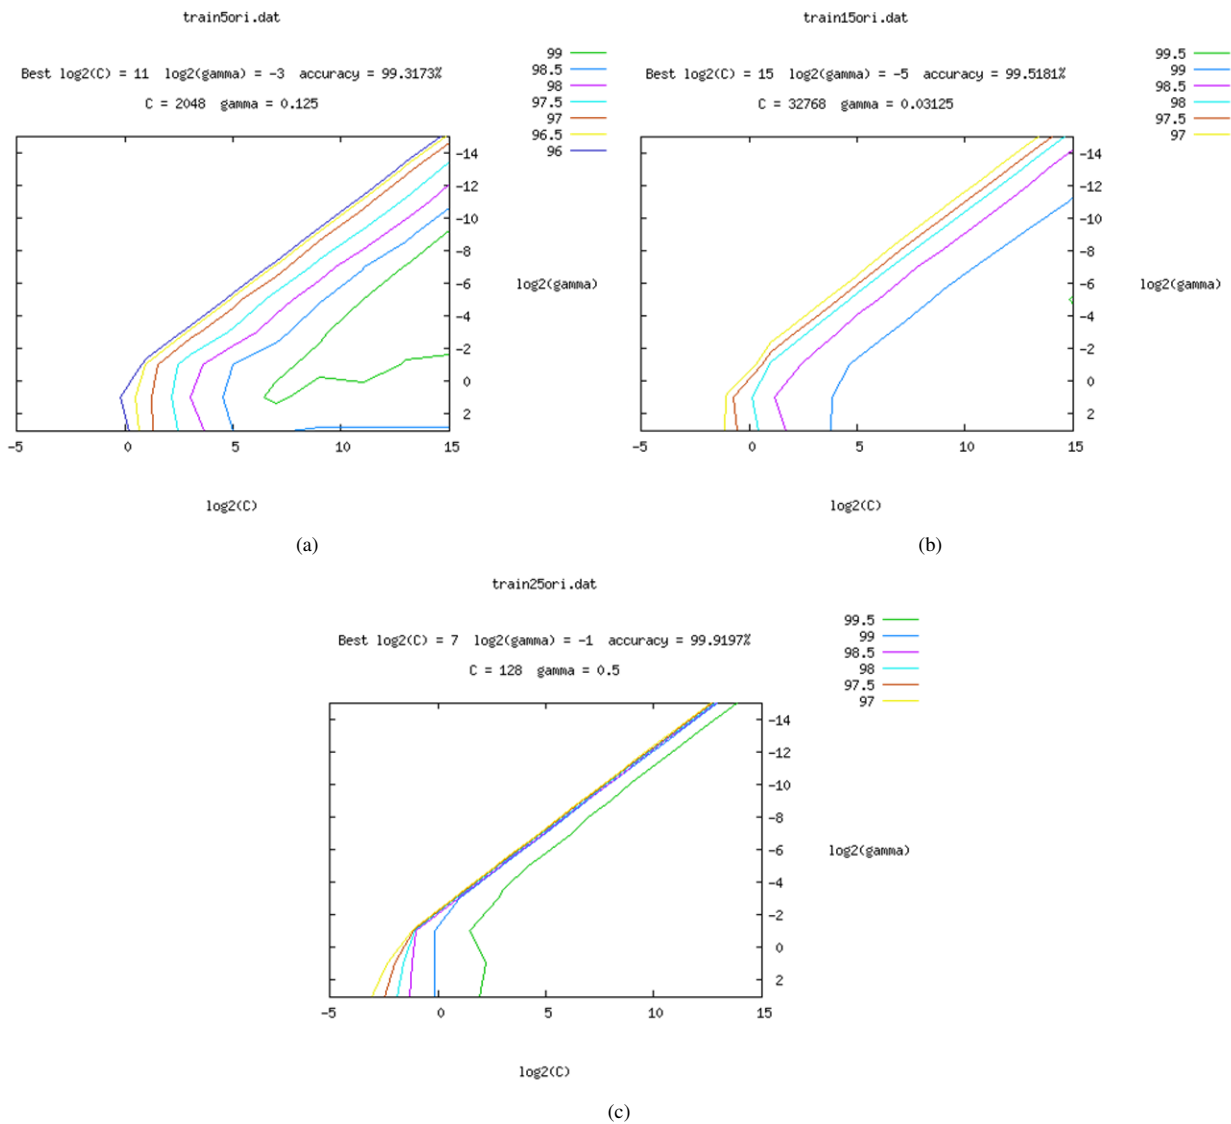 train5ori.dat
Best log2(C) = 11 log2(gamma) = -3 accuracy = 99.3173%
C = 2048 gamma = 0.125
99
98.5
98
97.5
97
96.5
96
-14
-12
-10
-8
-6
-4
-2
0
2
log2(gamma)
-5 0 5 10 15
log2(C)
(a)
train15ori.dat
Best log2(C) = 15 log2(gamma) = -5 accuracy = 99.5181%
C = 32768 gamma = 0.03125
99.5
99
98.5
98
97.5
97
-14
-12
-10
-8
-6
-4
-2
0
2
log2(gamma)
-5 0 5 10 15
log2(C)
(b)
train25ori.dat
Best log2(C) = 7 log2(gamma) = -1 accuracy = 99.9197%
C = 128 gamma = 0.5
99.5
99
98.5
98
97.5
97
-14
-12
-10
-8
-6
-4
-2
0
2
log2(gamma)
-5 0 5 10 15
log2(C)
(c)